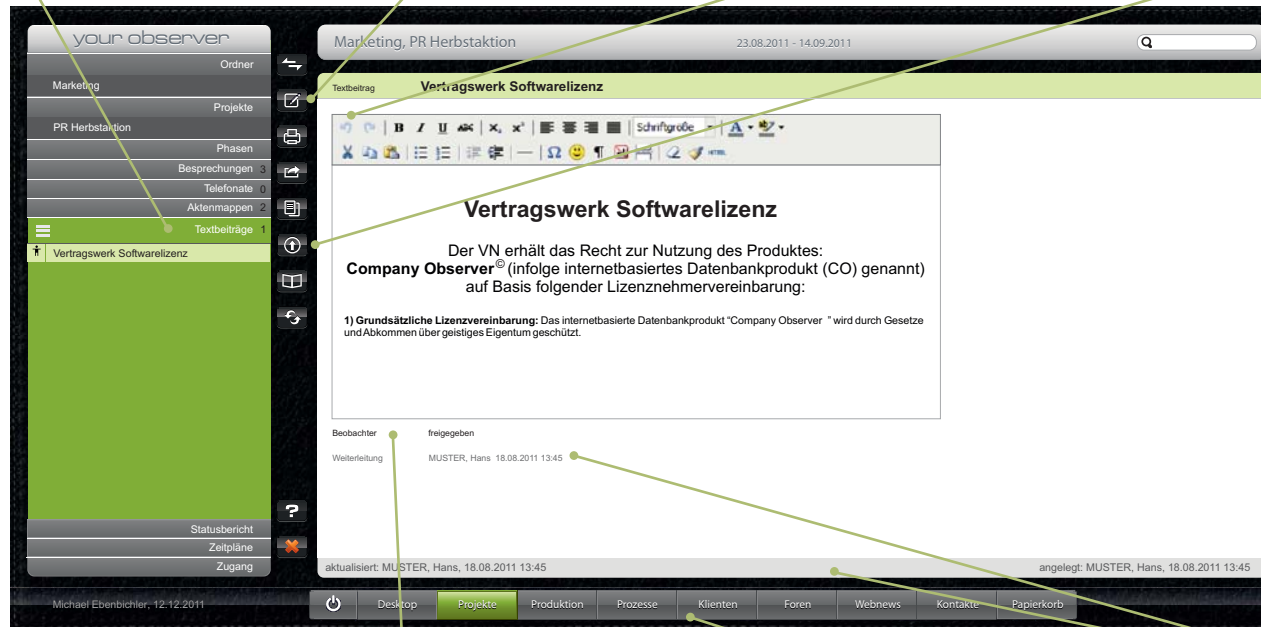 your observer
Ordner
Marketing
Projekte
PR Herbstaktion
Phasen
Besprechungen 3
Telefonate 0
Aktenmappen 2
Textbeiträge 1
Vertragswerk Softwarelizenz
Statusbericht
Zeitpläne
Zugang
Michael Ebenbichler, 12.12.2011
?
Marketing, PR Herbstaktion 23.08.2011 - 14.09.2011
Textbeitrag Vertragswerk Softwarelizenz
B I U ABC X, x² Schriftgröße A ab
Ω ¶ HTML
Vertragswerk Softwarelizenz
Der VN erhält das Recht zur Nutzung des Produktes:
Company Observer© (infolge internetbasiertes Datenbankprodukt (CO) genannt)
auf Basis folgender Lizenznehmervereinbarung:
1) Grundsätzliche Lizenzvereinbarung: Das internetbasierte Datenbankprodukt "Company Observer " wird durch Gesetze
und Abkommen über geistiges Eigentum geschützt.
Beobachter freigegeben
Weiterleitung MUSTER, Hans 18.08.2011 13:45
aktualisiert: MUSTER, Hans, 18.08.2011 13:45 angelegt: MUSTER, Hans, 18.08.2011 13:45
Desktop Projekte Produktion Prozesse Klienten Foren Webnews Kontakte Papierkorb